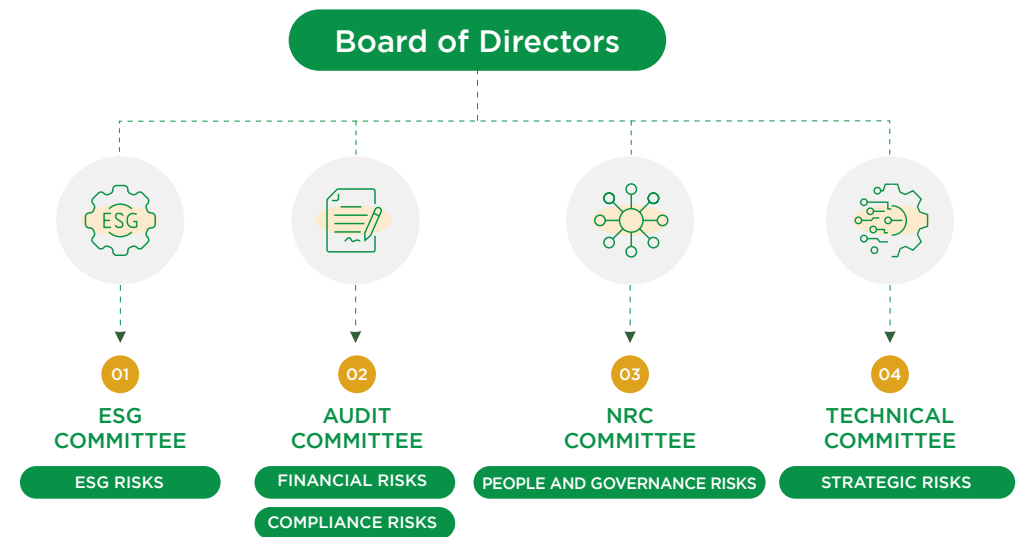 Board of Directors
ESG
01
02
03
04
ESG
COMMITTEE
AUDIT
COMMITTEE
NRC
COMMITTEE
TECHNICAL
COMMITTEE
ESG RISKS
FINANCIAL RISKS
PEOPLE AND GOVERNANCE RISKS
STRATEGIC RISKS
COMPLIANCE RISKS